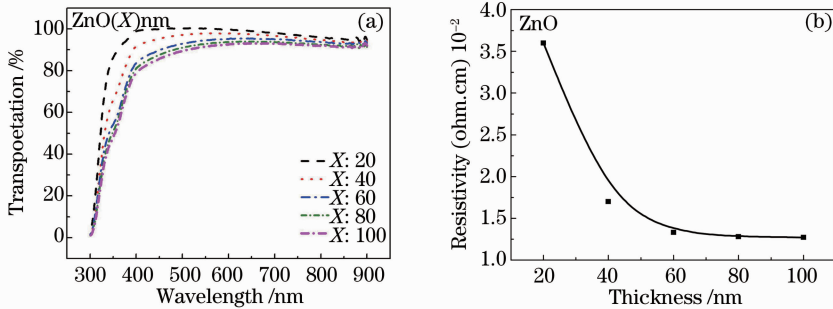 ZnO(X)nm
(a)
100
80
60
40
20
0
Transpoetation /%
X: 20
X: 40
X: 60
X: 80
X: 100
300 400 500 600 700 800 900
Wavelength /nm
ZnO
(b)
4.0
3.5
3.0
2.5
2.0
1.5
1.0
Resistivity (ohm.cm) 10⁻²
20 40 60 80 100
Thickness /nm